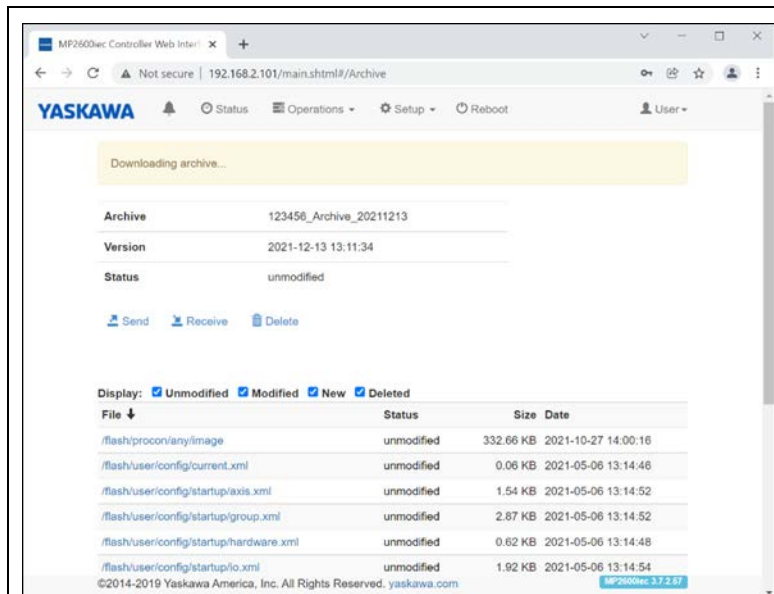 MP2600iec Controller Web Inter
Not secure | 192.168.2.101/main.shtml#/Archive
YASKAWA Status Operations Setup Reboot User
Downloading archive...
Archive 123456_Archive_20211213
Version 2021-12-13 13:11:34
Status unmodified
Send Receive Delete
Display: Unmodified Modified New Deleted
File Status Size Date
/flash/procon/any/image unmodified 332.66 KB 2021-10-27 14:00:16
/flash/user/config/current.xml unmodified 0.06 KB 2021-05-06 13:14:46
/flash/user/config/startup/axis.xml unmodified 1.54 KB 2021-05-06 13:14:52
/flash/user/config/startup/group.xml unmodified 2.87 KB 2021-05-06 13:14:52
/flash/user/config/startup/hardware.xml unmodified 0.62 KB 2021-05-06 13:14:48
/flash/user/config/startup/io.xml unmodified 1.92 KB 2021-05-06 13:14:54
©2014-2019 Yaskawa America, Inc. All Rights Reserved. yaskawa.com MP2600iec 3.7.2.67